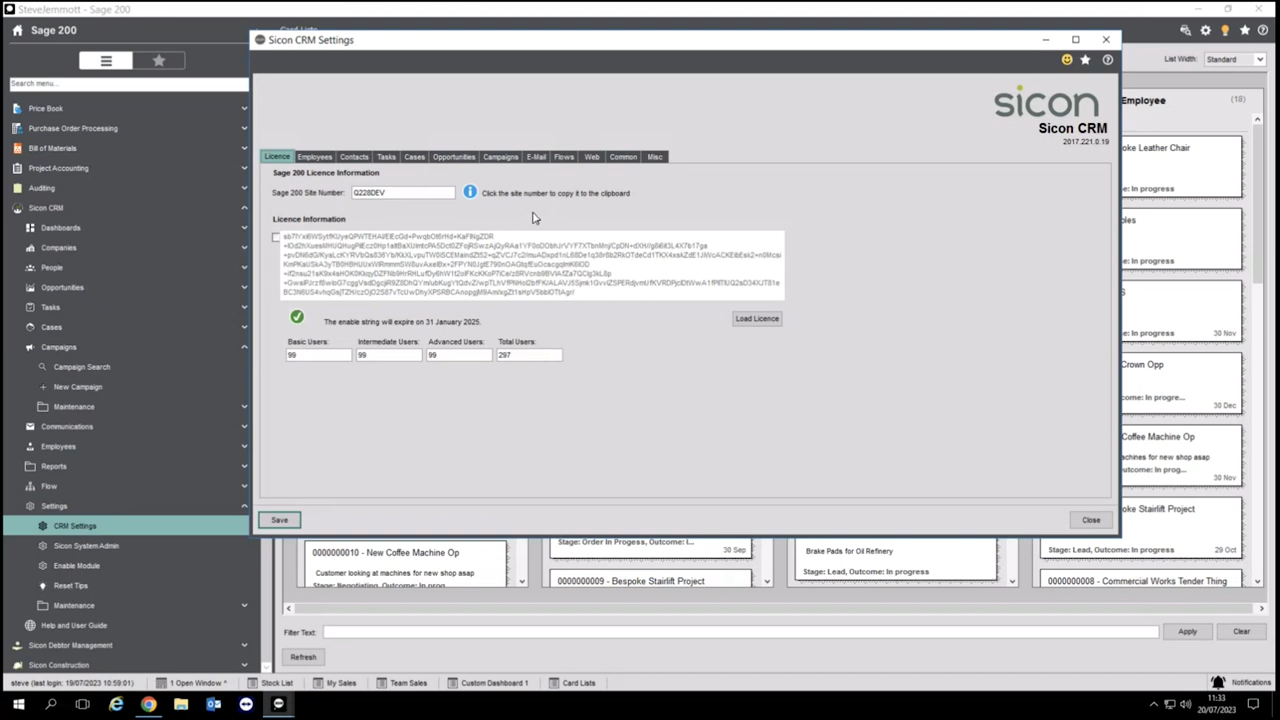 SteveJemmott
Sage 200
Search menu...
Price Book
Purchase Order Processing
Bill of Materials
Project Accounting
Auditing
Sicon CRM
Dashboards
Companies
People
Opportunities
Tasks
Cases
Campaigns
Campaign Search
New Campaign
Maintenance
Communications
Employees
Reports
Flow
Settings
CRM Settings
Sicon System Admin
Enable Module
Reset Tips
Maintenance
Help and User Guide
Sicon Debtor Management
Sicon Construction
Sicon CRM Settings
sicon
Sicon CRM
2017.221.0.19
Licence Employees Contacts Tasks Cases Opportunities Campaigns E-Mail Flows Web Common Misc
Sage 200 Licence Information
Sage 200 Site Number: Q228DEV Click the site number to copy it to the clipboard
Licence Information
The enable string will expire on 31 January 2025.
Load Licence
Basic Users: Intermediate Users: Advanced Users: Total Users:
99 99 99 297
Save Close
List Width: Standard
Employee (18)
oke Leather Chair
In progress
In progress
30 Nov
Crown Opp
come: In progre...
30 Dec
Coffee Machine Op
achines for new shop asap
utcome: In prog...
30 Nov
oke Stairlift Project
Stage: Lead, Outcome: In progress 29 Oct
0000000008 - Commercial Works Tender Thing
0000000010 - New Coffee Machine Op
Customer looking at machines for new shop asap
Stage: Negotiating, Outcome: In prog
Stage: Order In Progess, Outcome: I...
30 Sep
0000000009 - Bespoke Stairlift Project
Brake Pads for Oil Refinery
Stage: Lead, Outcome: In progress
Filter Text: Apply Clear
Refresh
steve (last login: 19/07/2023 10:59:01) 1 Open Window ^ Stock List My Sales Team Sales Custom Dashboard 1 Card Lists Notifications
11:33
20/07/2023